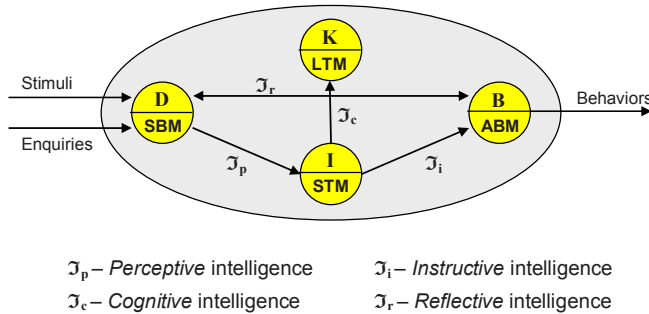 K
LTM
Stimuli
D
SBM
ℑr
B
ABM
Behaviors
ℑc
Enquiries
ℑp
I
STM
ℑi
ℑp – Perceptive intelligence
ℑi – Instructive intelligence
ℑc – Cognitive intelligence
ℑr – Reflective intelligence